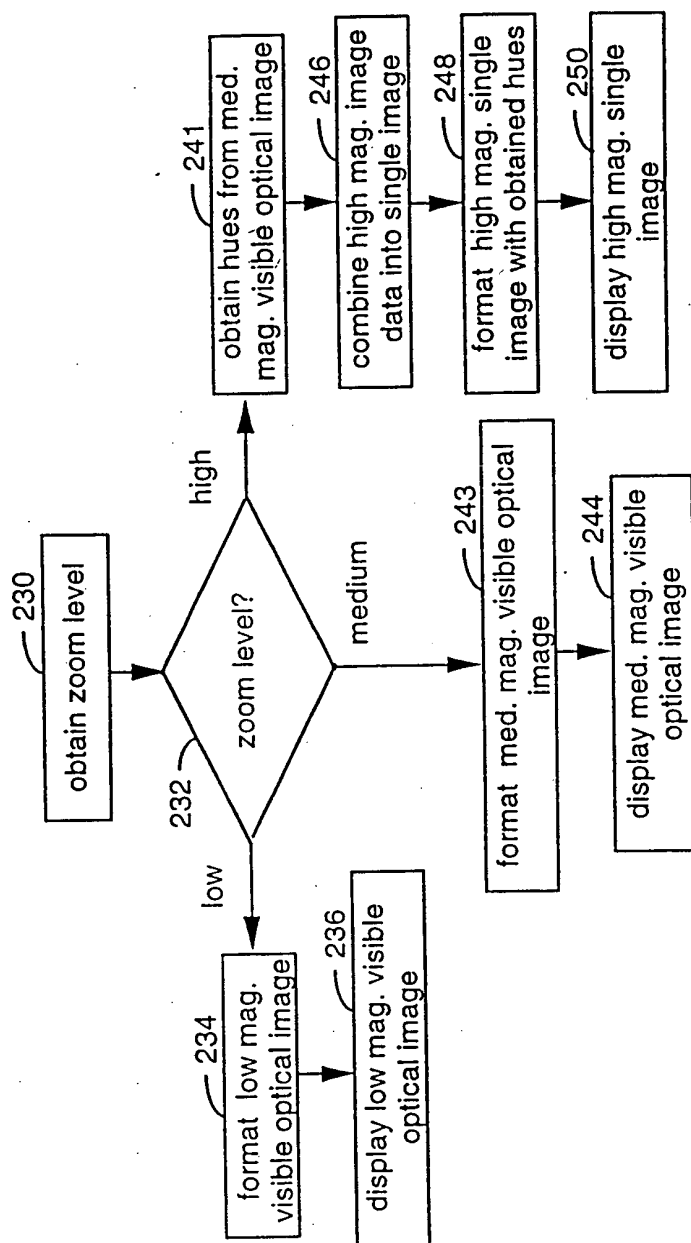 230
obtain zoom level
232
zoom level?
low
medium
high
234
format low mag.
visible optical image
236
display low mag. visible
optical image
243
format med. mag. visible optical
image
244
display med. mag. visible
optical image
241
obtain hues from med.
mag. visible optical image
246
combine high mag. image
data into single image
248
format high mag. single
image with obtained hues
250
display high mag. single
image